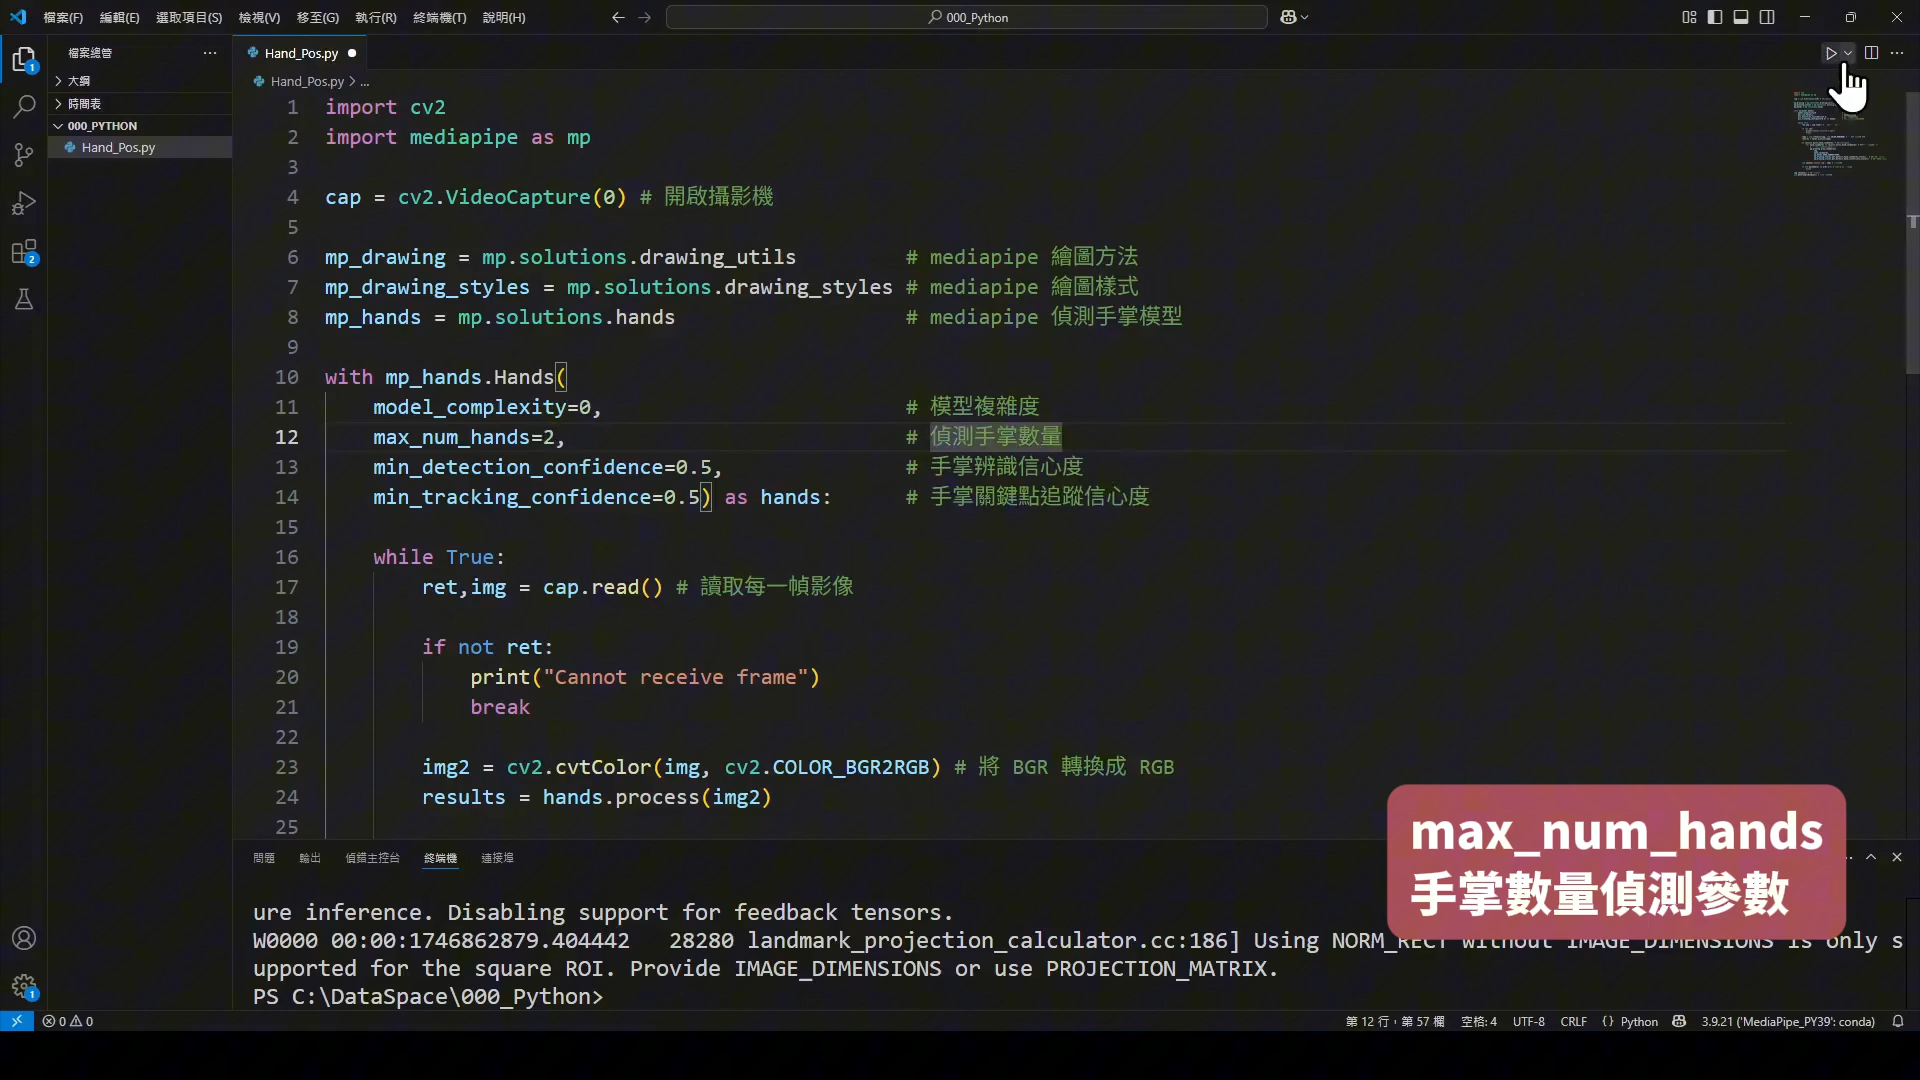 檔案(F) 編輯(E) 選取項目(S) 檢視(V) 移至(G) 執行(R) 終端機(T) 說明(H) 000_Python
檔案總管
Hand_Pos.py
大綱
時間表
000_PYTHON
Hand_Pos.py
Hand_Pos.py > ...
1 import cv2
2 import mediapipe as mp
3
4 cap = cv2.VideoCapture(0) # 開啟攝影機
5
6 mp_drawing = mp.solutions.drawing_utils # mediapipe 繪圖方法
7 mp_drawing_styles = mp.solutions.drawing_styles # mediapipe 繪圖樣式
8 mp_hands = mp.solutions.hands # mediapipe 偵測手掌模型
9
10 with mp_hands.Hands(
11 model_complexity=0, # 模型複雜度
12 max_num_hands=2, # 偵測手掌數量
13 min_detection_confidence=0.5, # 手掌辨識信心度
14 min_tracking_confidence=0.5) as hands: # 手掌關鍵點追蹤信心度
15
16 while True:
17 ret,img = cap.read() # 讀取每一幀影像
18
19 if not ret:
20 print("Cannot receive frame")
21 break
22
23 img2 = cv2.cvtColor(img, cv2.COLOR_BGR2RGB) # 將 BGR 轉換成 RGB
24 results = hands.process(img2)
25
max_num_hands
手掌數量偵測參數
問題 輸出 偵錯主控台 終端機 連接埠
ure inference. Disabling support for feedback tensors.
W0000 00:00:1746862879.404442 28280 landmark_projection_calculator.cc:186] Using NORM_RECT without IMAGE_DIMENSIONS is only s
upported for the square ROI. Provide IMAGE_DIMENSIONS or use PROJECTION_MATRIX.
PS C:\DataSpace\000_Python>
0 0 第 12 行，第 57 欄 空格: 4 UTF-8 CRLF {} Python 3.9.21 ('MediaPipe_PY39': conda)